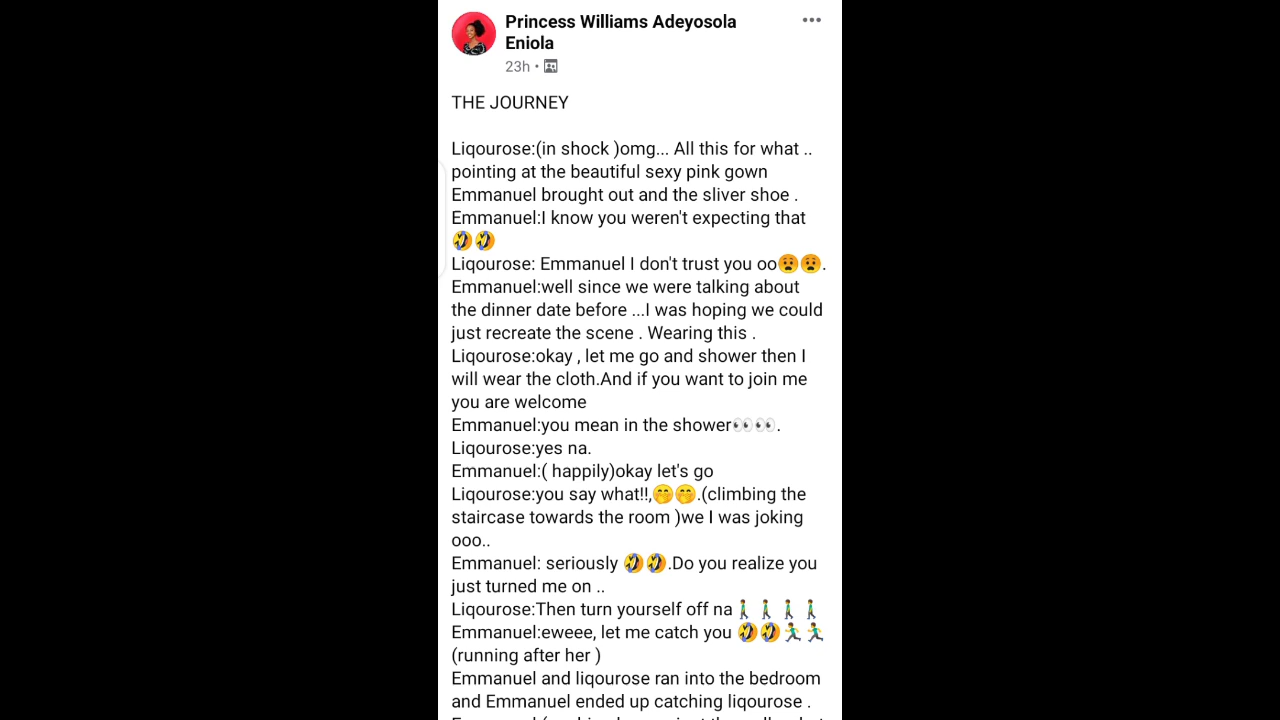 Princess Williams Adeyosola
Eniola
23h •
THE JOURNEY
Liqourose:(in shock )omg... All this for what ..
pointing at the beautiful sexy pink gown
Emmanuel brought out and the sliver shoe .
Emmanuel:I know you weren't expecting that
🤣🤣
Liqourose: Emmanuel I don't trust you oo😧😧.
Emmanuel:well since we were talking about
the dinner date before ...I was hoping we could
just recreate the scene . Wearing this .
Liqourose:okay , let me go and shower then I
will wear the cloth.And if you want to join me
you are welcome
Emmanuel:you mean in the shower👀👀.
Liqourose:yes na.
Emmanuel:( happily)okay let's go
Liqourose:you say what!!,🤭🤭.(climbing the
staircase towards the room )we I was joking
ooo..
Emmanuel: seriously 🤣🤣.Do you realize you
just turned me on ..
Liqourose:Then turn yourself off na🚶🚶🚶🚶
Emmanuel:eweee, let me catch you 🤣🤣🏃🏃
(running after her )
Emmanuel and liqourose ran into the bedroom
and Emmanuel ended up catching liqourose .